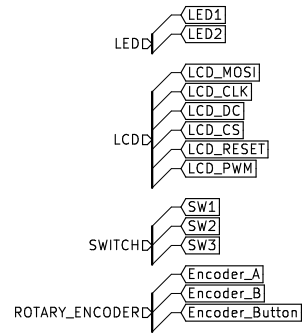 LED1
LED2
LED
LCD_MOSI
LCD_CLK
LCD_DC
LCD_CS
LCD
LCD_RESET
LCD_PWM
SW1
SW2
SWITCH
SW3
Encoder_A
Encoder_B
ROTARY_ENCODER
Encoder_Button